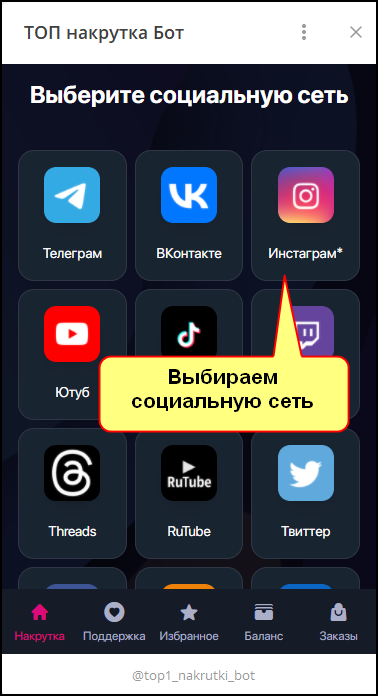 ТОП накрутка Бот
Выберите социальную сеть
Телеграм
ВКонтакте
Инстаграм*
Ютуб
Выбираем
социальную сеть
Threads
RuTube
RuTube
Твиттер
Накрутка
Поддержка
Избранное
Баланс
Заказы
@top1_nakrutki_bot